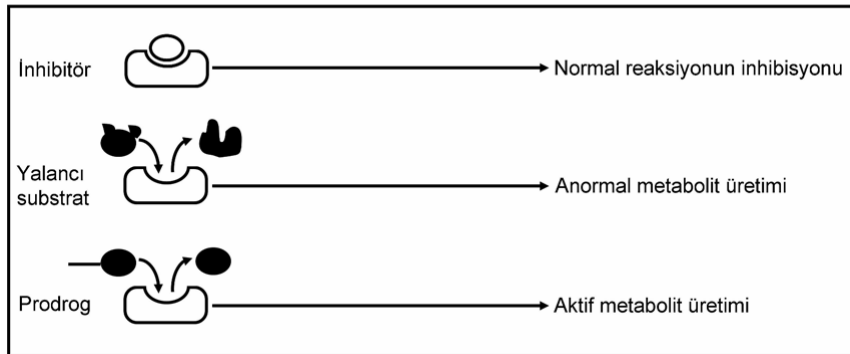 İnhibitör
Normal reaksiyonun inhibisyonu
Yalancı
substrat
Anormal metabolit üretimi
Prodrog
Aktif metabolit üretimi